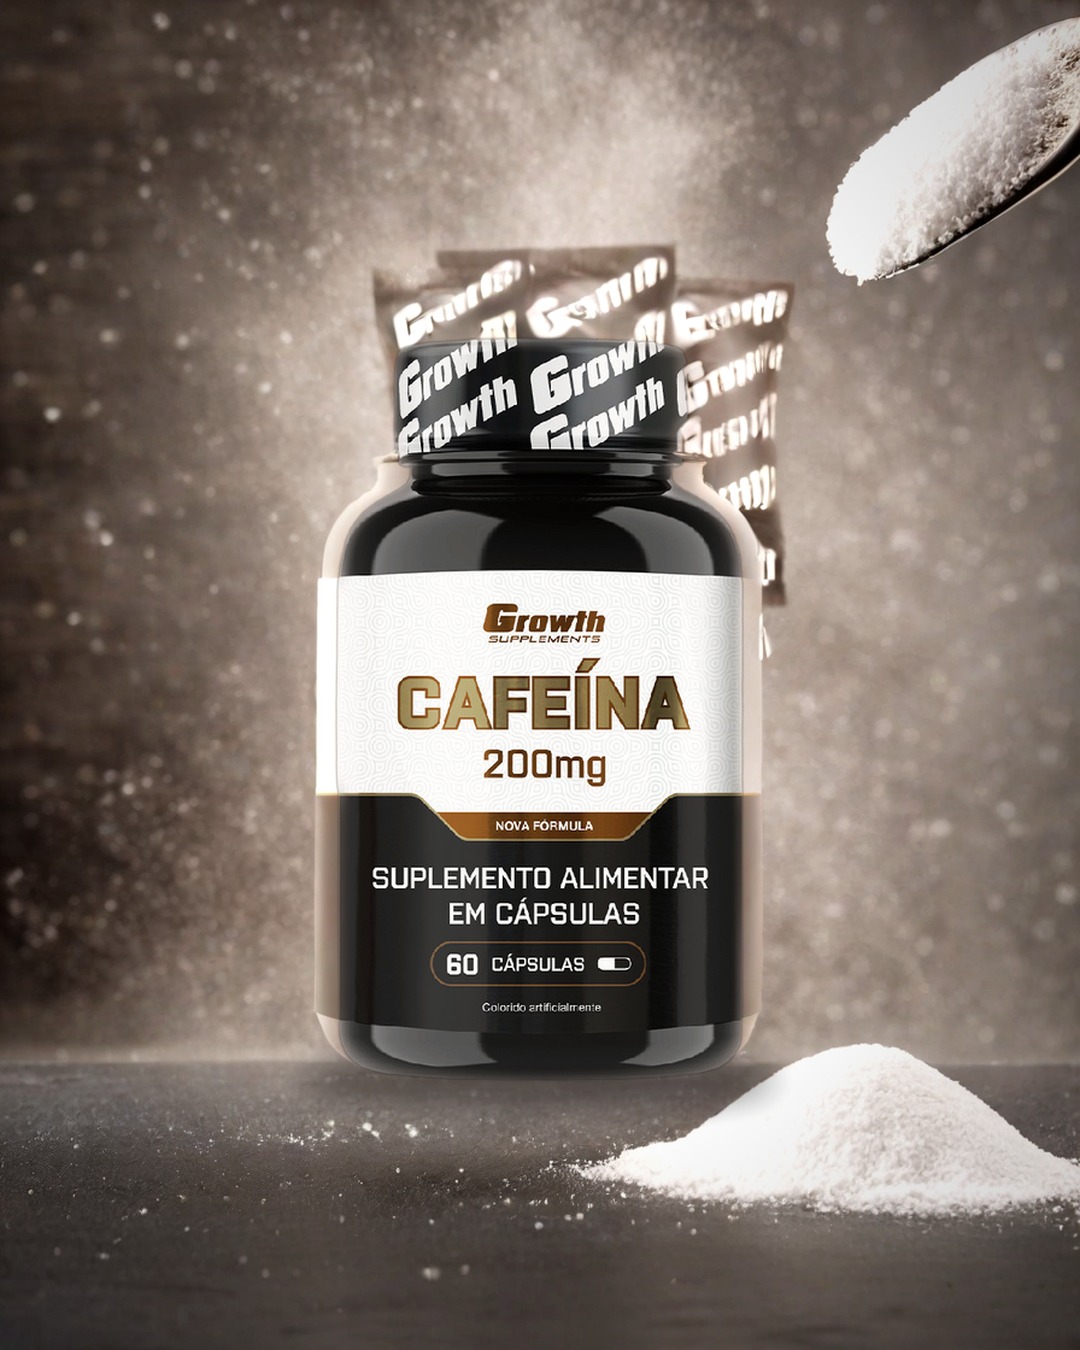 Growth
Growth
Growth
Growth
Growth
SUPPLEMENTS
CAFEÍNA
200mg
NOVA FÓRMULA
SUPLEMENTO ALIMENTAR
EM CÁPSULAS
60 CÁPSULAS
Colorido artificialmente